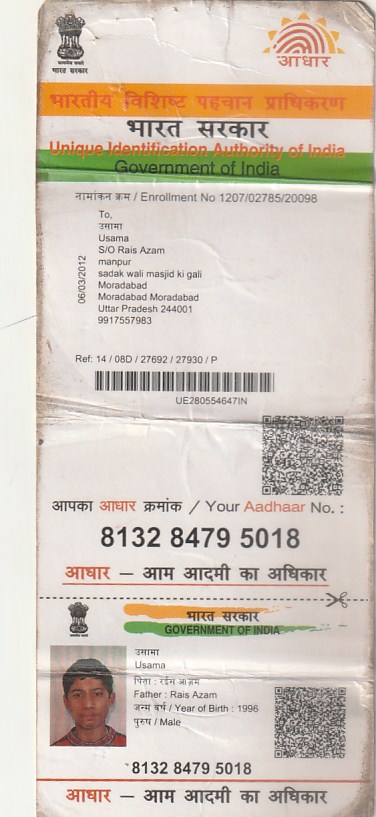 सत्यमेव जयते
भारत सरकार
आधार
भारतीय विशिष्ट पहचान प्राधिकरण
भारत सरकार
Unique Identification Authority of India
Government of India
नामांकन क्रम / Enrollment No 1207/02785/20098
To,
उसामा
Usama
S/O Rais Azam
manpur
sadak wali masjid ki gali
Moradabad
Moradabad Moradabad
Uttar Pradesh 244001
9917557983
06/03/2012
Ref: 14 / 08D / 27692 / 27930 / P
UE280554647IN
आपका आधार क्रमांक / Your Aadhaar No. :
8132 8479 5018
आधार – आम आदमी का अधिकार
भारत सरकार
GOVERNMENT OF INDIA
उसामा
Usama
पिता : रईस आज़म
Father : Rais Azam
जन्म वर्ष / Year of Birth : 1996
पुरुष / Male
8132 8479 5018
आधार – आम आदमी का अधिकार